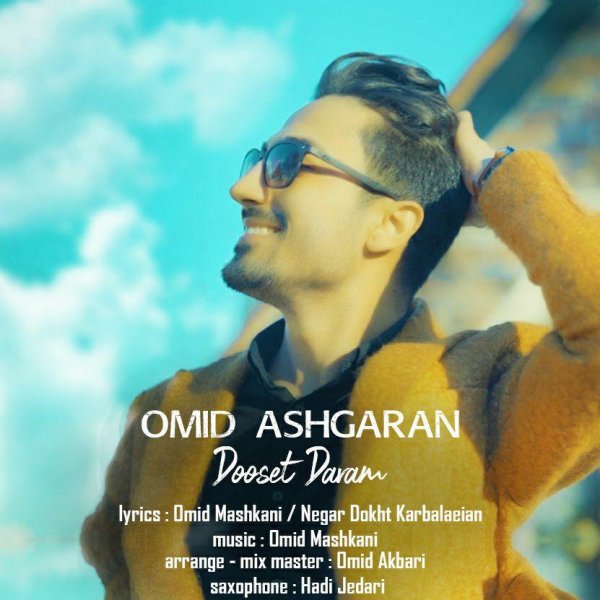 OMID ASHGARAN
Dooset Daram
lyrics : Omid Mashkani / Negar Dokht Karbalaeian
music : Omid Mashkani
arrange - mix master : Omid Akbari
saxophone : Hadi Jedari